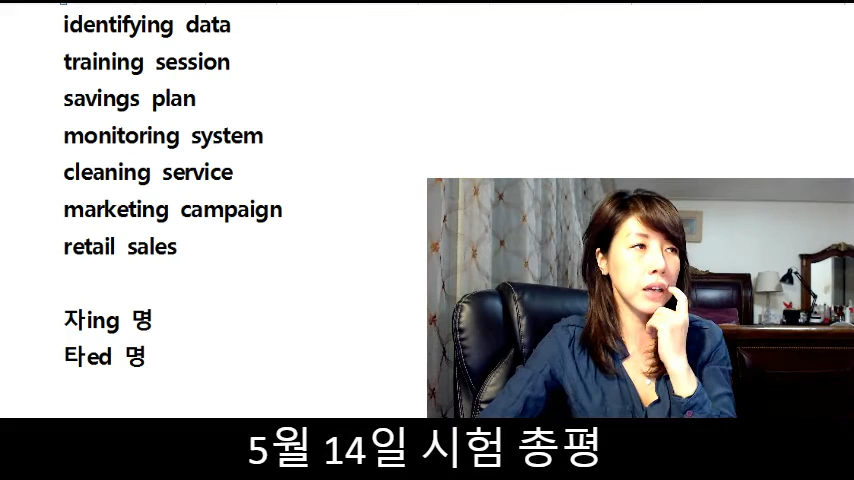 identifying data
training session
savings plan
monitoring system
cleaning service
marketing campaign
retail sales
자ing 명
타ed 명
5월 14일 시험 총평